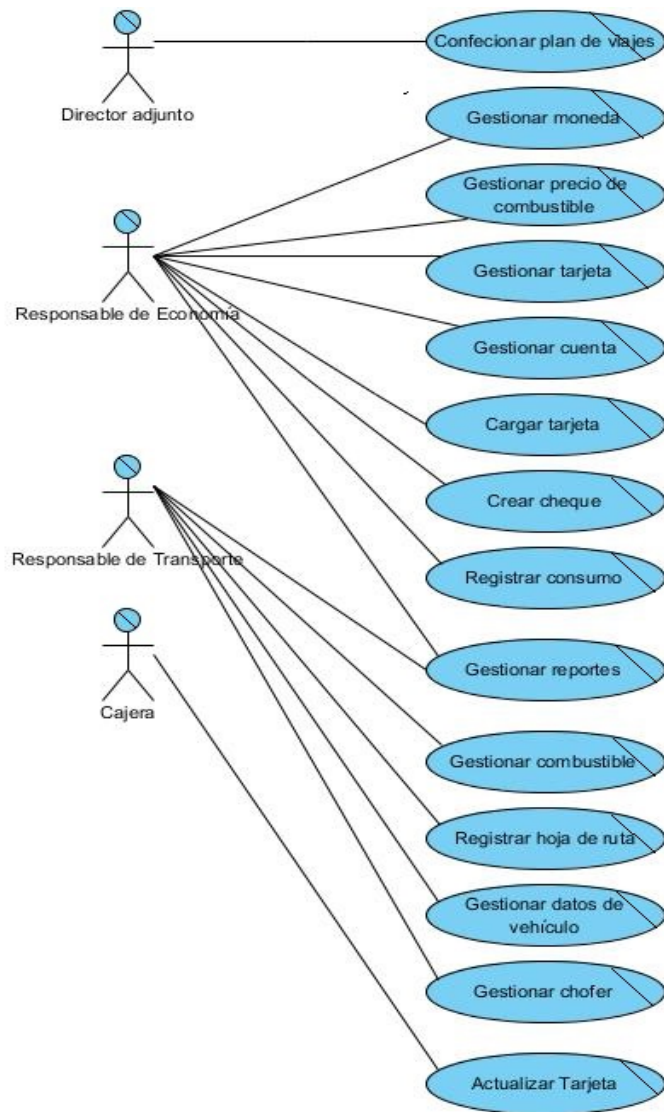 Confecionar plan de viajes
Director adjunto
Gestionar moneda
Gestionar precio de
combustible
Gestionar tarjeta
Responsable de Economía
Gestionar cuenta
Cargar tarjeta
Crear cheque
Responsable de Transporte
Registrar consumo
Gestionar reportes
Cajera
Gestionar combustible
Registrar hoja de ruta
Gestionar datos de
vehículo
Gestionar chofer
Actualizar Tarjeta